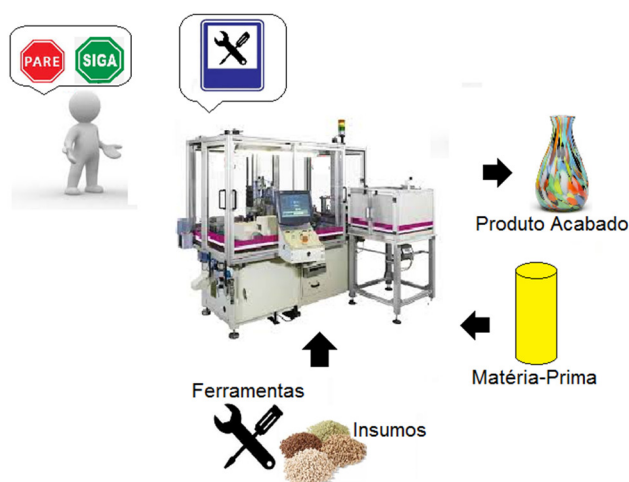 PARE
SIGA
Produto Acabado
Matéria-Prima
Ferramentas
Insumos